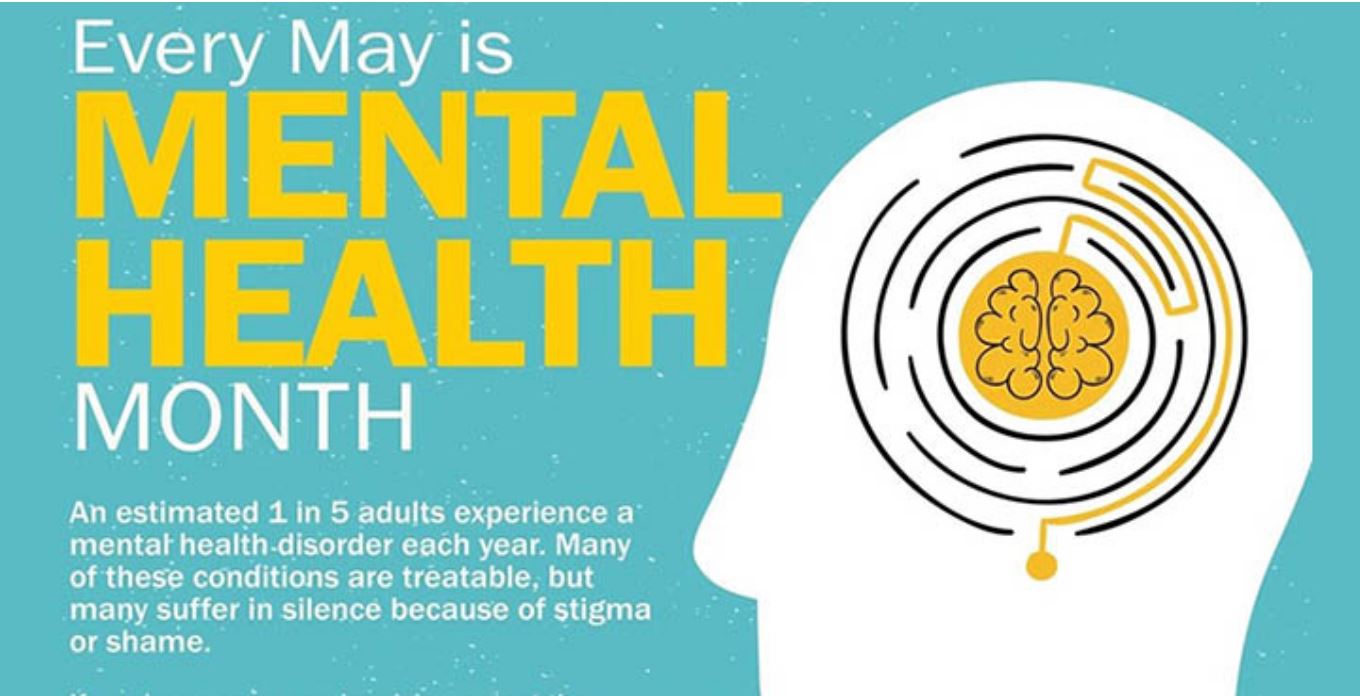 Every May is
MENTAL
HEALTH
MONTH
An estimated 1 in 5 adults experience a
mental health disorder each year. Many
of these conditions are treatable, but
many suffer in silence because of stigma
or shame.